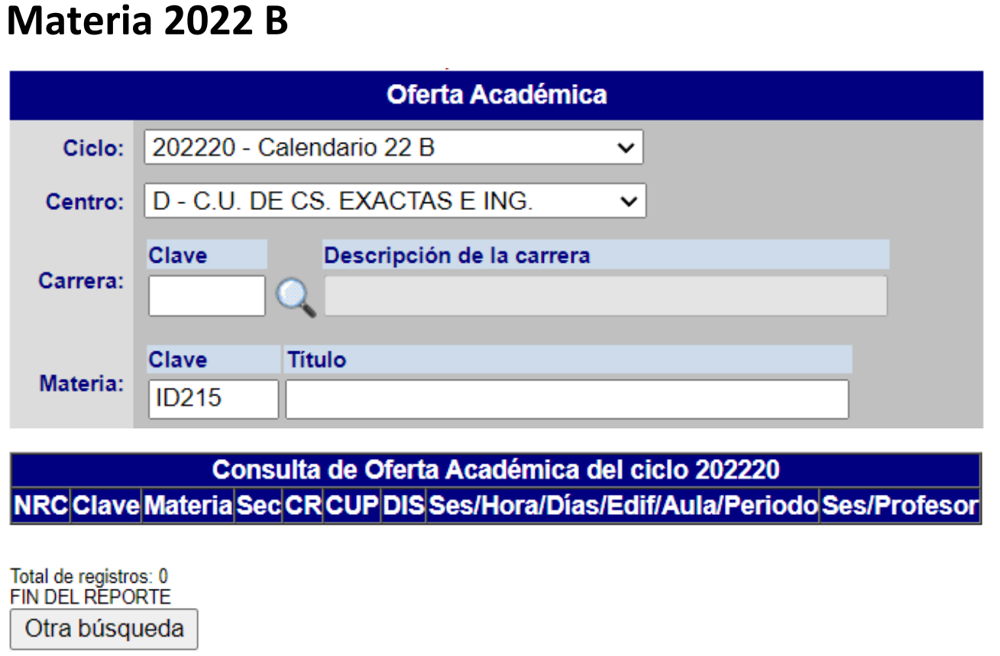 Materia 2022 B
Oferta Académica
Ciclo: 202220 - Calendario 22 B
Centro: D - C.U. DE CS. EXACTAS E ING.
Clave Descripción de la carrera
Carrera:
Clave Título
Materia: ID215
Consulta de Oferta Académica del ciclo 202220
NRC Clave Materia Sec CR CUP DIS Ses/Hora/Días/Edif/Aula/Periodo Ses/Profesor
Total de registros: 0
FIN DEL REPORTE
Otra búsqueda